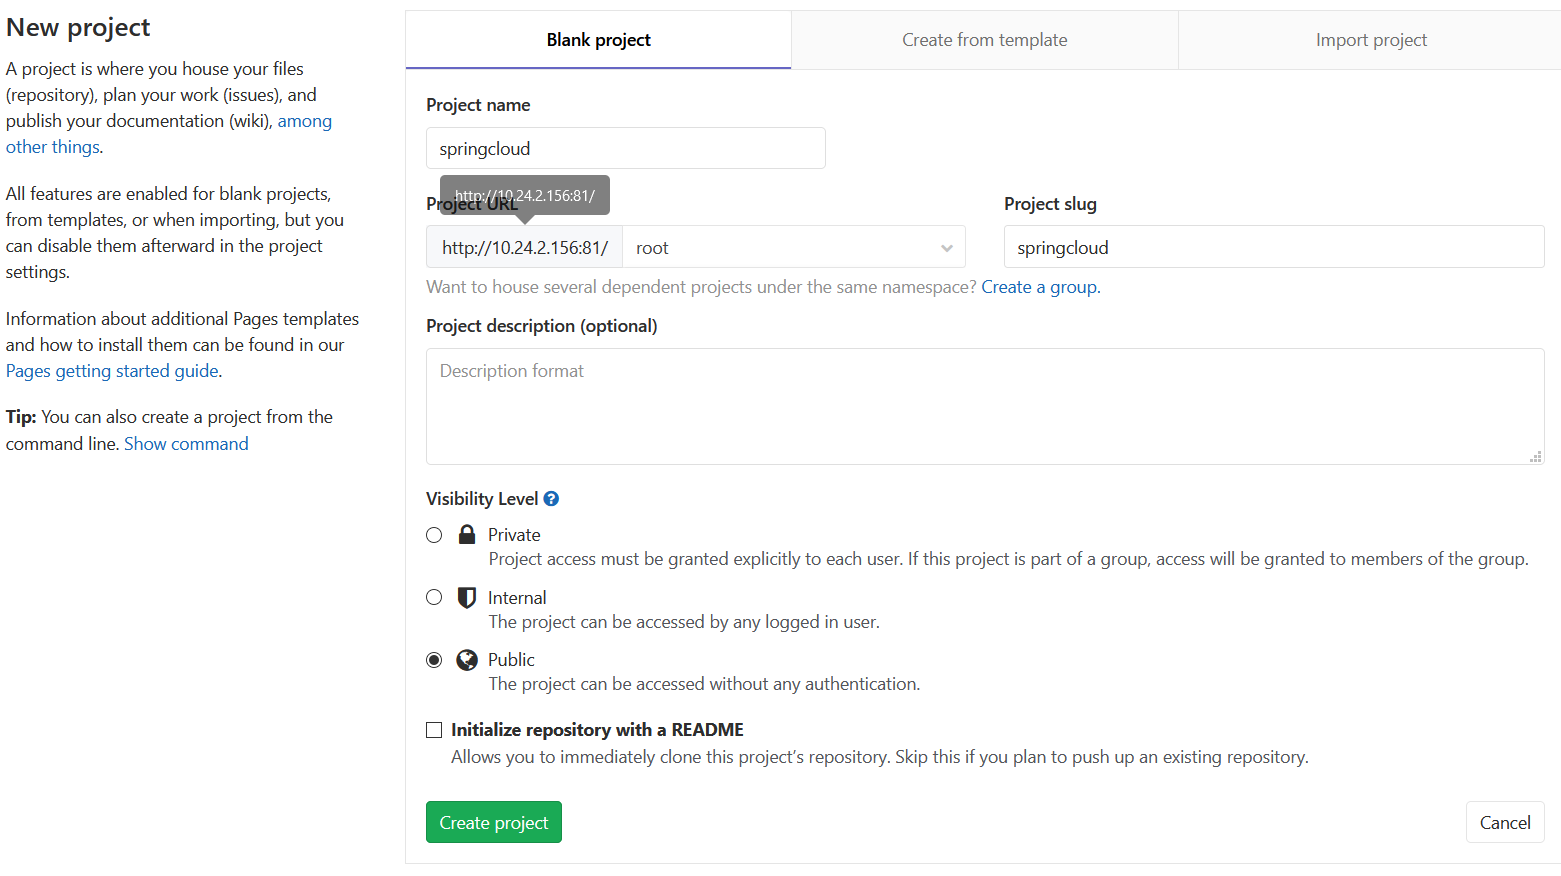 New project
A project is where you house your files
(repository), plan your work (issues), and
publish your documentation (wiki), among
other things.
All features are enabled for blank projects,
from templates, or when importing, but you
can disable them afterward in the project
settings.
Information about additional Pages templates
and how to install them can be found in our
Pages getting started guide.
Tip: You can also create a project from the
command line. Show command
Blank project
Create from template
Import project
Project name
springcloud
http://10.24.2.156:81/
Project URL
http://10.24.2.156:81/
root
Project slug
springcloud
Want to house several dependent projects under the same namespace? Create a group.
Project description (optional)
Description format
Visibility Level
Private
Project access must be granted explicitly to each user. If this project is part of a group, access will be granted to members of the group.
Internal
The project can be accessed by any logged in user.
Public
The project can be accessed without any authentication.
Initialize repository with a README
Allows you to immediately clone this project’s repository. Skip this if you plan to push up an existing repository.
Create project
Cancel